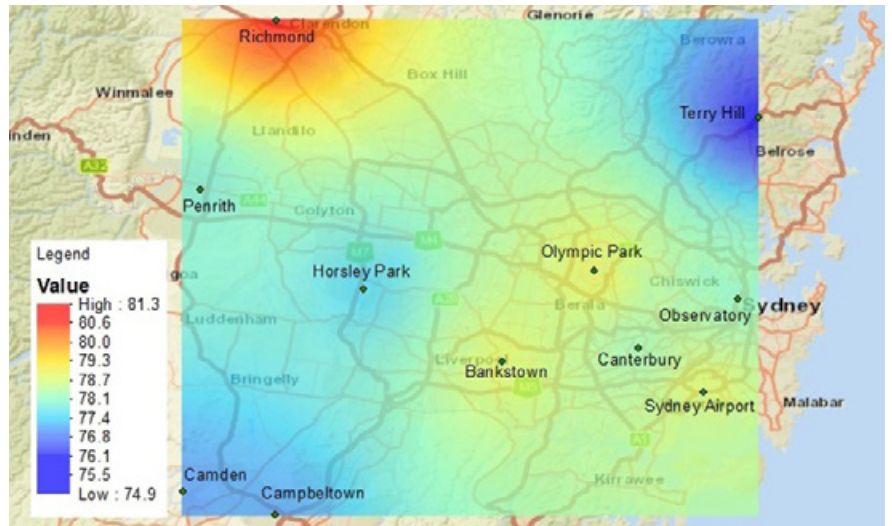 Glenorie
Clarendon
Richmond
Berowra
Box Hill
Winmalee
Terry Hill
Llandilo
inden
Belrose
A32
Penrith
A44
Colyton
M7
M4
Olympic Park
Legend
Horsley Park
Chiswick
goa
Value
High : 81.3
80.6
80.0
79.3
78.7
78.1
77.4
76.8
76.1
75.5
Low : 74.9
Berala
Sydney
Observatory
Luddenham
Liverpool
Canterbury
Bankstown
Bringelly
M5
Sydney Airport
Malabar
A1
Camden
Kirrawee
Campbeltown